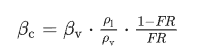 β_c = β_v · ρ_l/ρ_v · (1−FR)/FR